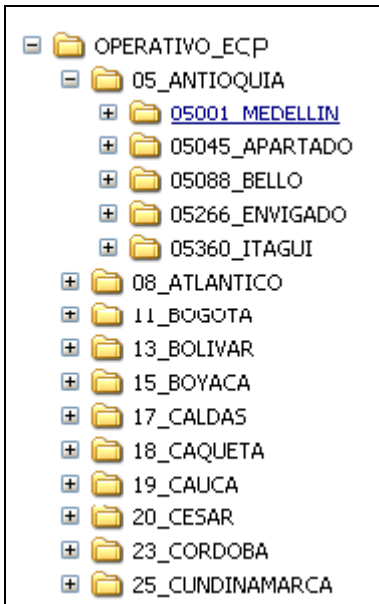 OPERATIVO_ECP
05_ANTIOQUIA
05001_MEDELLIN
05045_APARTADO
05088_BELLO
05266_ENVIGADO
05360_ITAGUI
08_ATLANTICO
11_BOGOTA
13_BOLIVAR
15_BOYACA
17_CALDAS
18_CAQUETA
19_CAUCA
20_CESAR
23_CORDOBA
25_CUNDINAMARCA